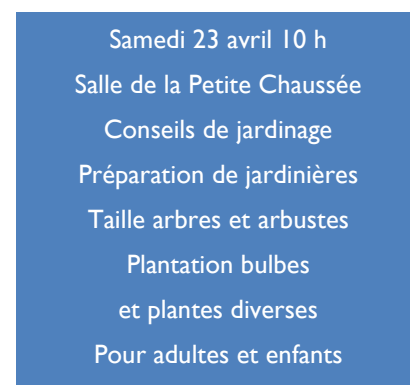 Samedi 23 avril 10 h
Salle de la Petite Chaussée
Conseils de jardinage
Préparation de jardinières
Taille arbres et arbustes
Plantation bulbes
et plantes diverses
Pour adultes et enfants